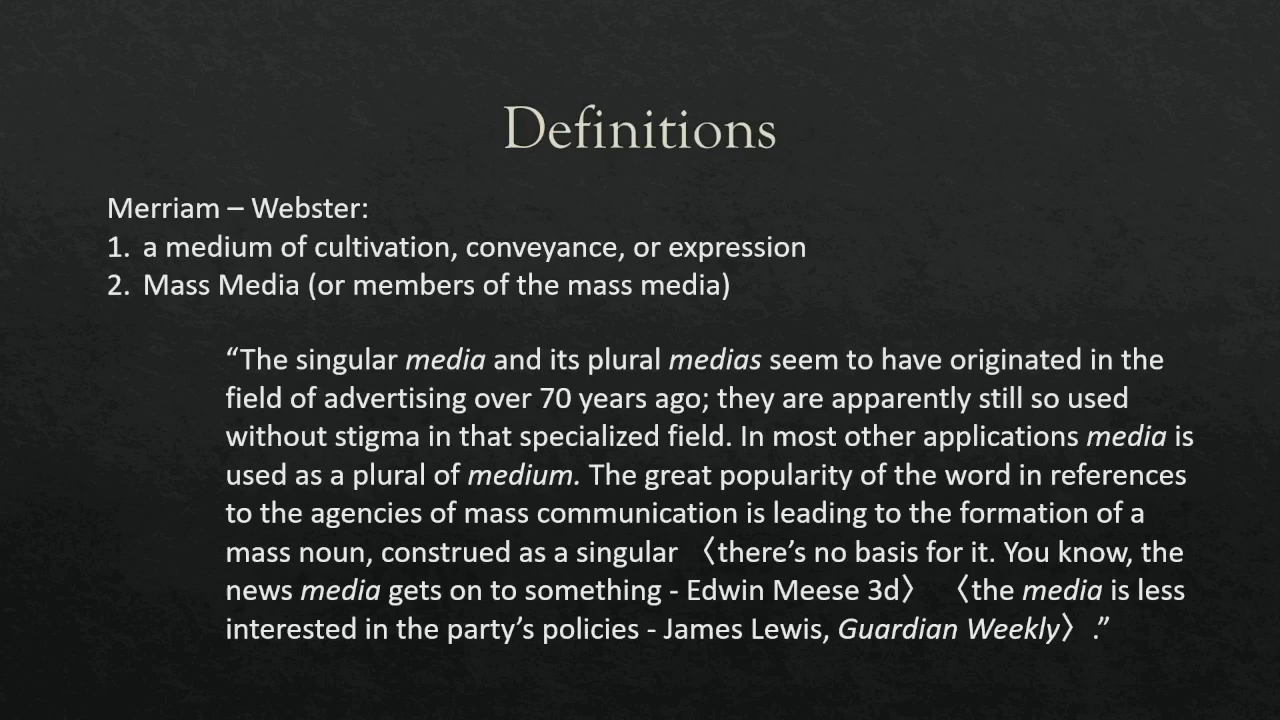 Definitions
Merriam – Webster:
1. a medium of cultivation, conveyance, or expression
2. Mass Media (or members of the mass media)
“The singular media and its plural medias seem to have originated in the
field of advertising over 70 years ago; they are apparently still so used
without stigma in that specialized field. In most other applications media is
used as a plural of medium. The great popularity of the word in references
to the agencies of mass communication is leading to the formation of a
mass noun, construed as a singular 〈there’s no basis for it. You know, the
news media gets on to something - Edwin Meese 3d〉 〈the media is less
interested in the party’s policies - James Lewis, Guardian Weekly〉.”